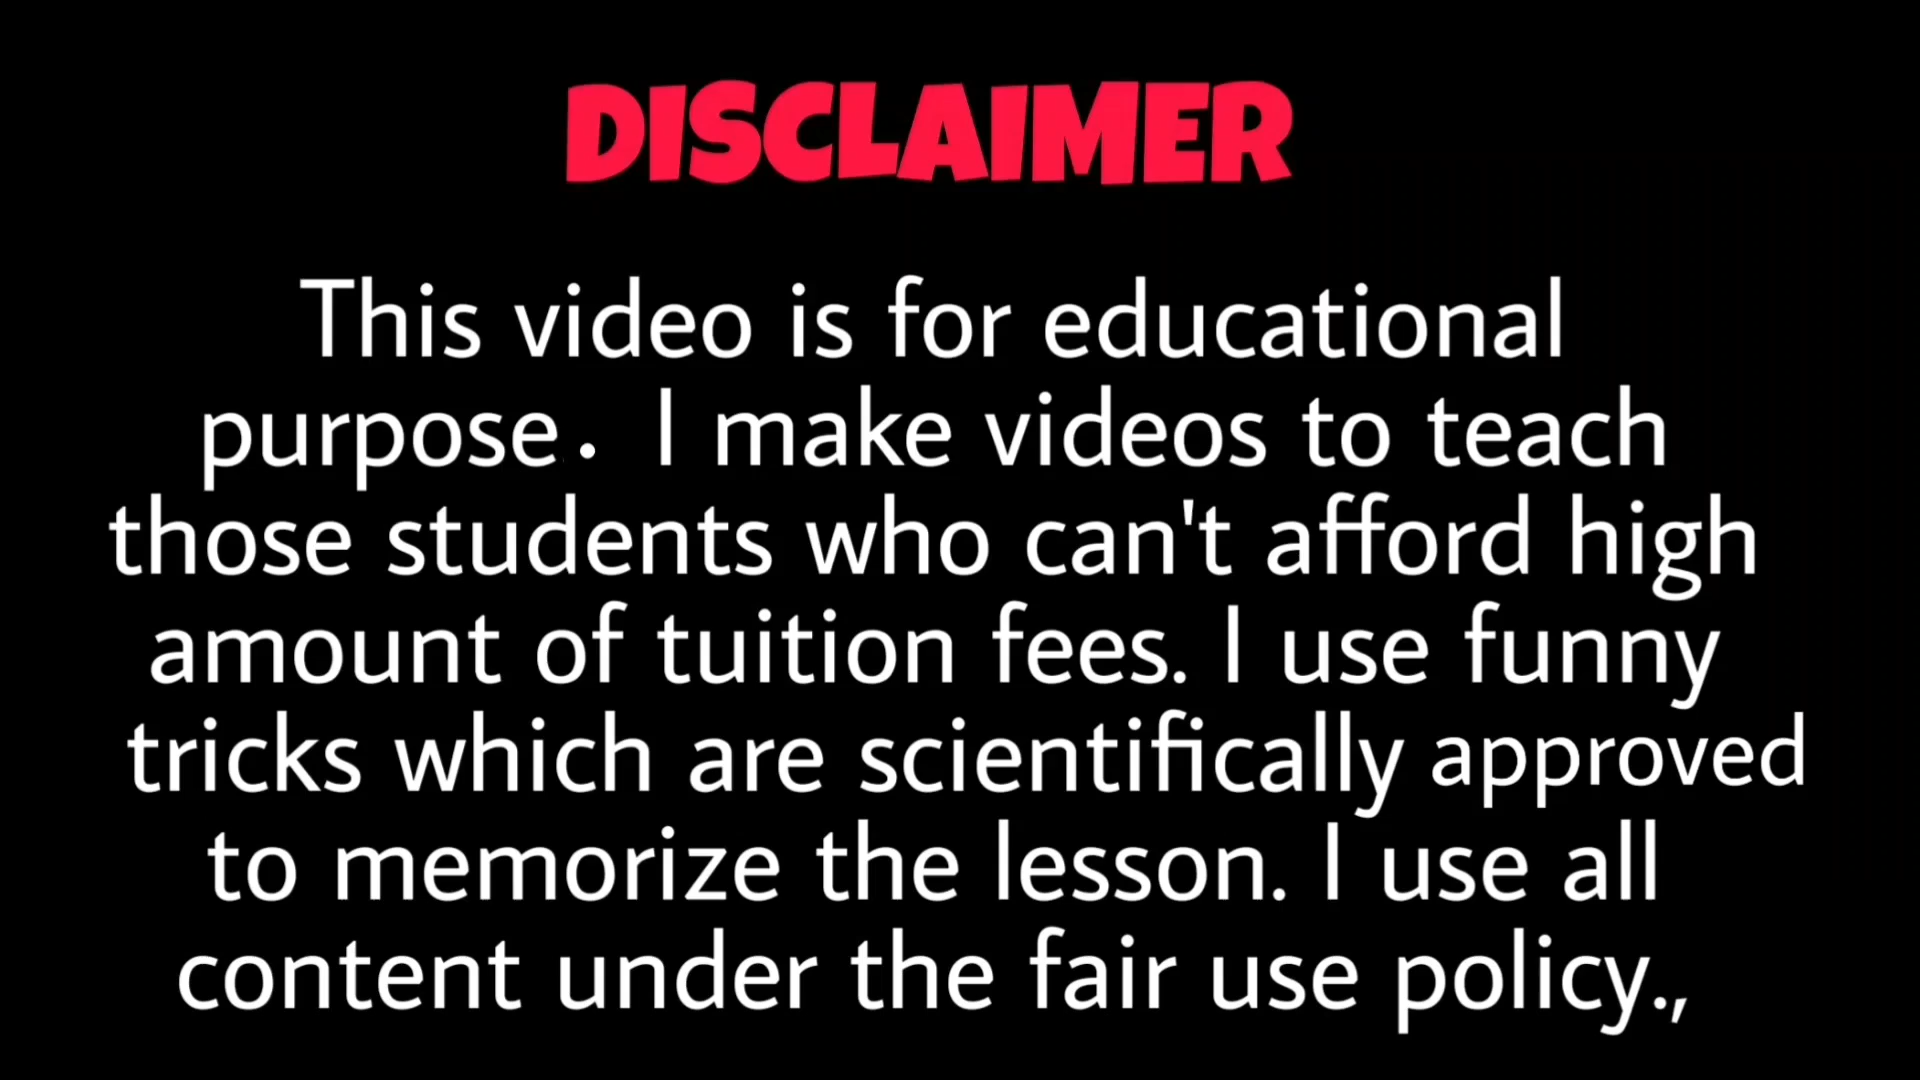 DISCLAIMER
This video is for educational
purpose. I make videos to teach
those students who can't afford high
amount of tuition fees. I use funny
tricks which are scientifically approved
to memorize the lesson. I use all
content under the fair use policy.,